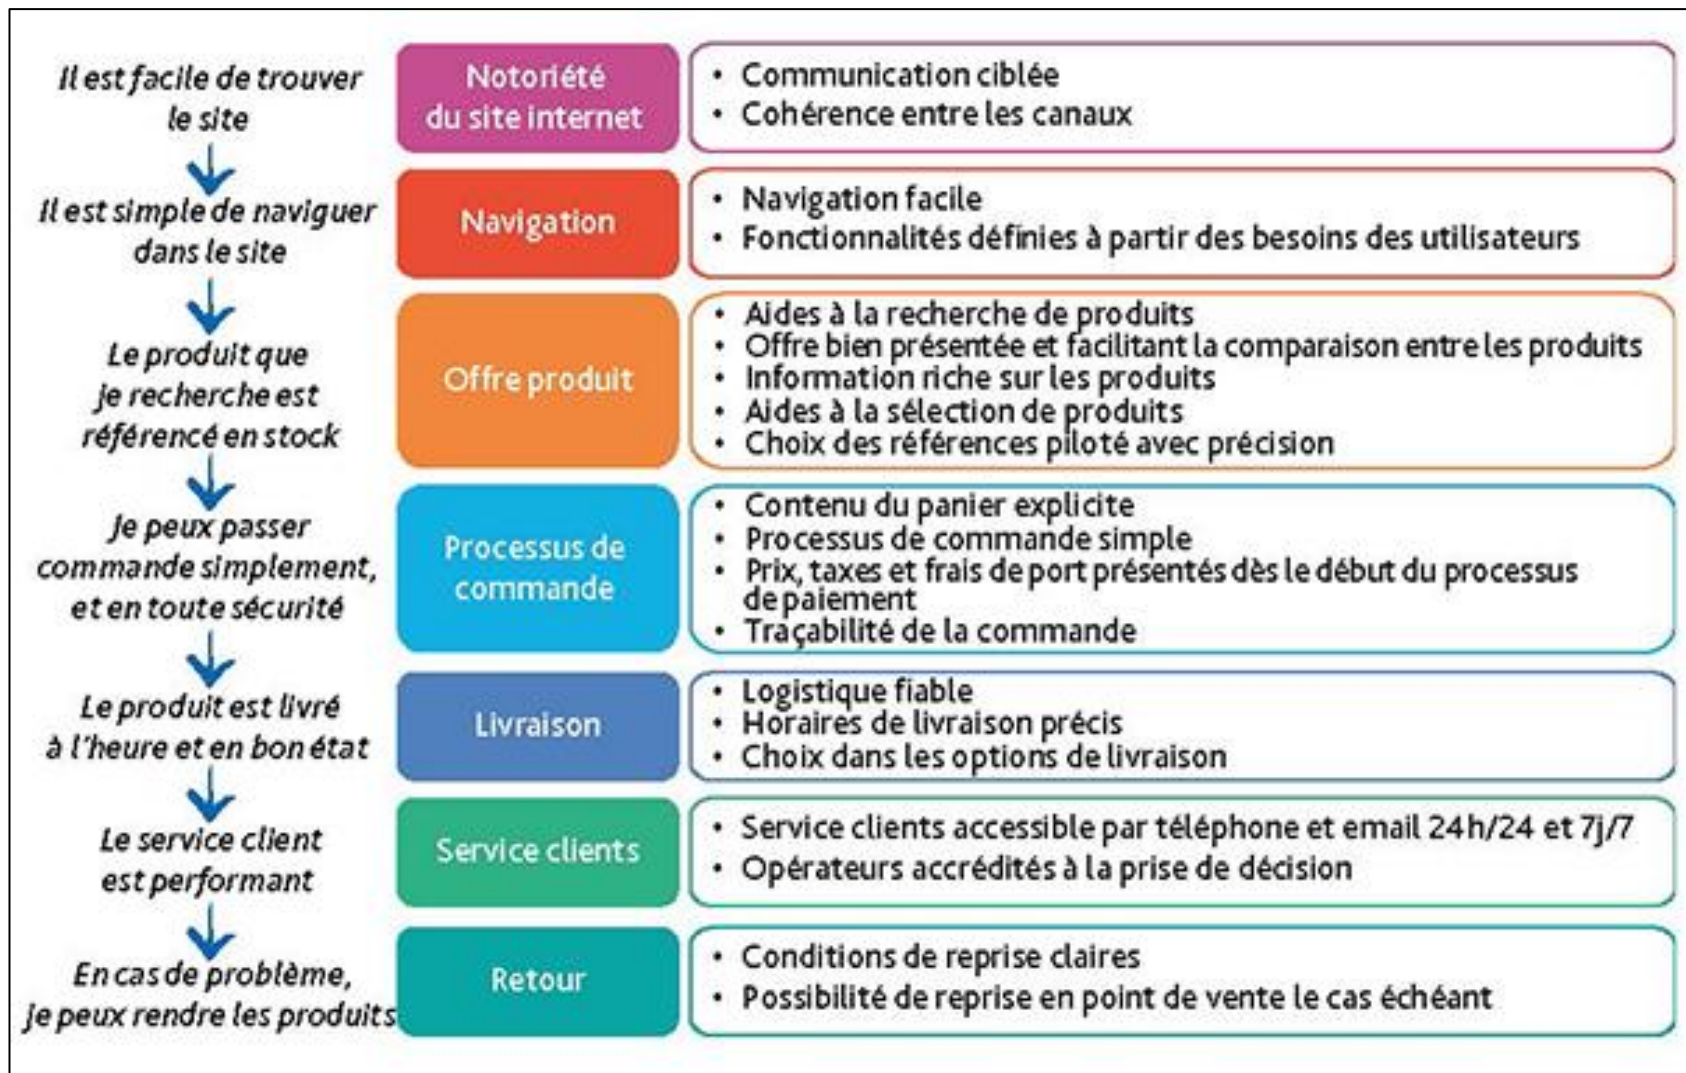 Il est facile de trouver
le site
Notoriété
du site internet
• Communication ciblée
• Cohérence entre les canaux
Il est simple de naviguer
dans le site
Navigation
• Navigation facile
• Fonctionnalités définies à partir des besoins des utilisateurs
Le produit que
je recherche est
référencé en stock
Offre produit
• Aides à la recherche de produits
• Offre bien présentée et facilitant la comparaison entre les produits
• Information riche sur les produits
• Aides à la sélection de produits
• Choix des références piloté avec précision
Je peux passer
commande simplement,
et en toute sécurité
Processus de
commande
• Contenu du panier explicite
• Processus de commande simple
• Prix, taxes et frais de port présentés dès le début du processus
de paiement
• Traçabilité de la commande
Le produit est livré
à l'heure et en bon état
Livraison
• Logistique fiable
• Horaires de livraison précis
• Choix dans les options de livraison
Le service client
est performant
Service clients
• Service clients accessible par téléphone et email 24h/24 et 7j/7
• Opérateurs accrédités à la prise de décision
En cas de problème,
je peux rendre les produits
Retour
• Conditions de reprise claires
• Possibilité de reprise en point de vente le cas échéant